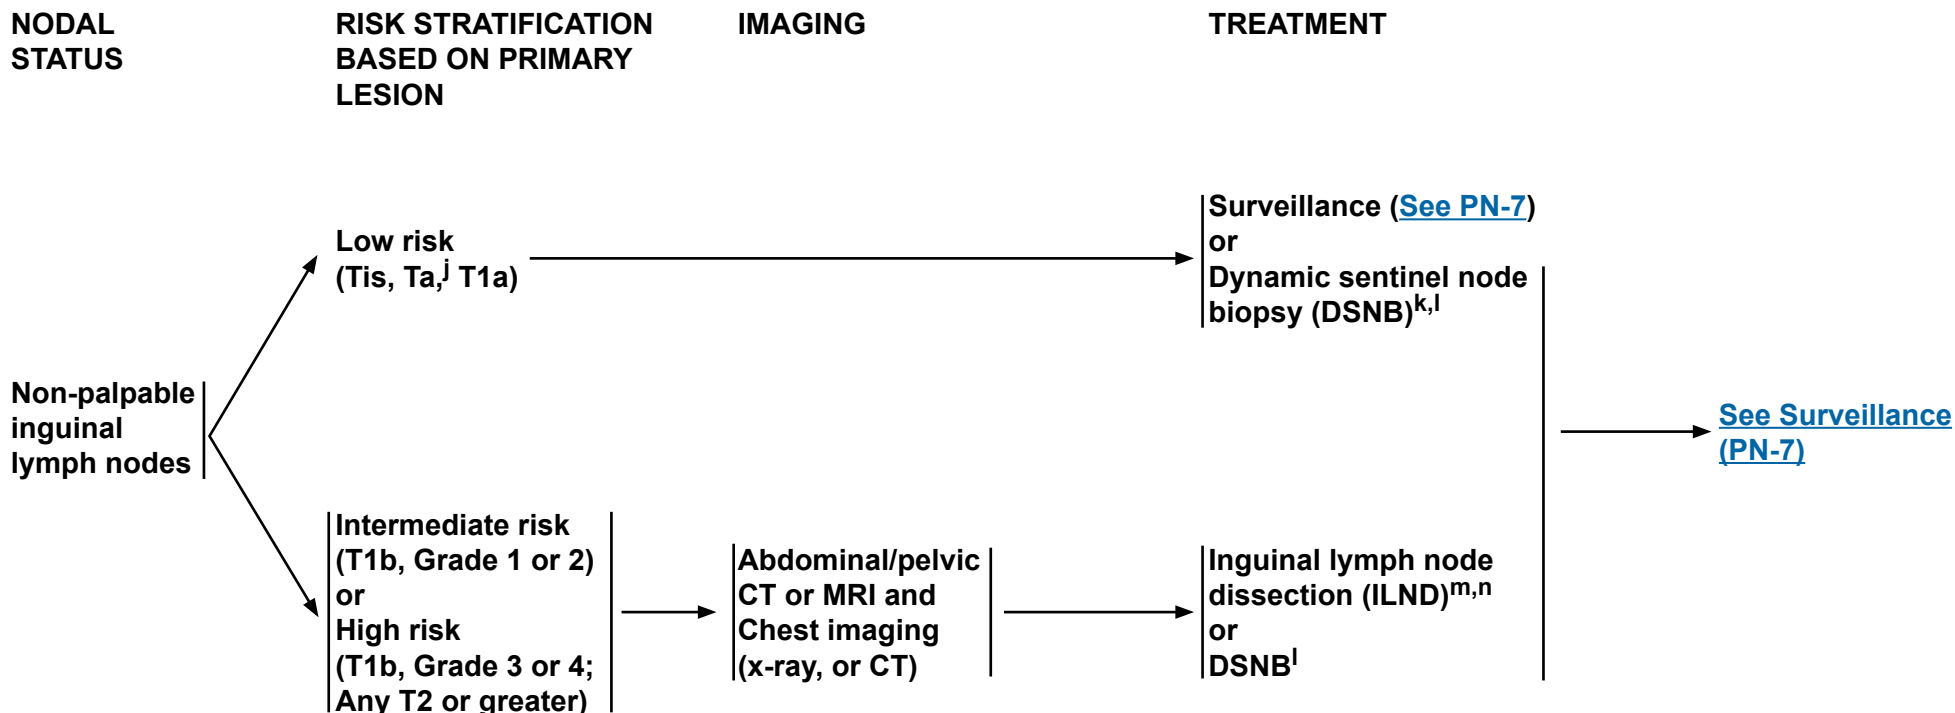 NODAL
STATUS
RISK STRATIFICATION
BASED ON PRIMARY
LESION
IMAGING
TREATMENT
Non-palpable
inguinal
lymph nodes
Low risk
(Tis, Ta,j T1a)
Surveillance (See PN-7)
or
Dynamic sentinel node
biopsy (DSNB)k,l
Intermediate risk
(T1b, Grade 1 or 2)
or
High risk
(T1b, Grade 3 or 4;
Any T2 or greater)
Abdominal/pelvic
CT or MRI and
Chest imaging
(x-ray, or CT)
Inguinal lymph node
dissection (ILND)m,n
or
DSNBl
See Surveillance
(PN-7)